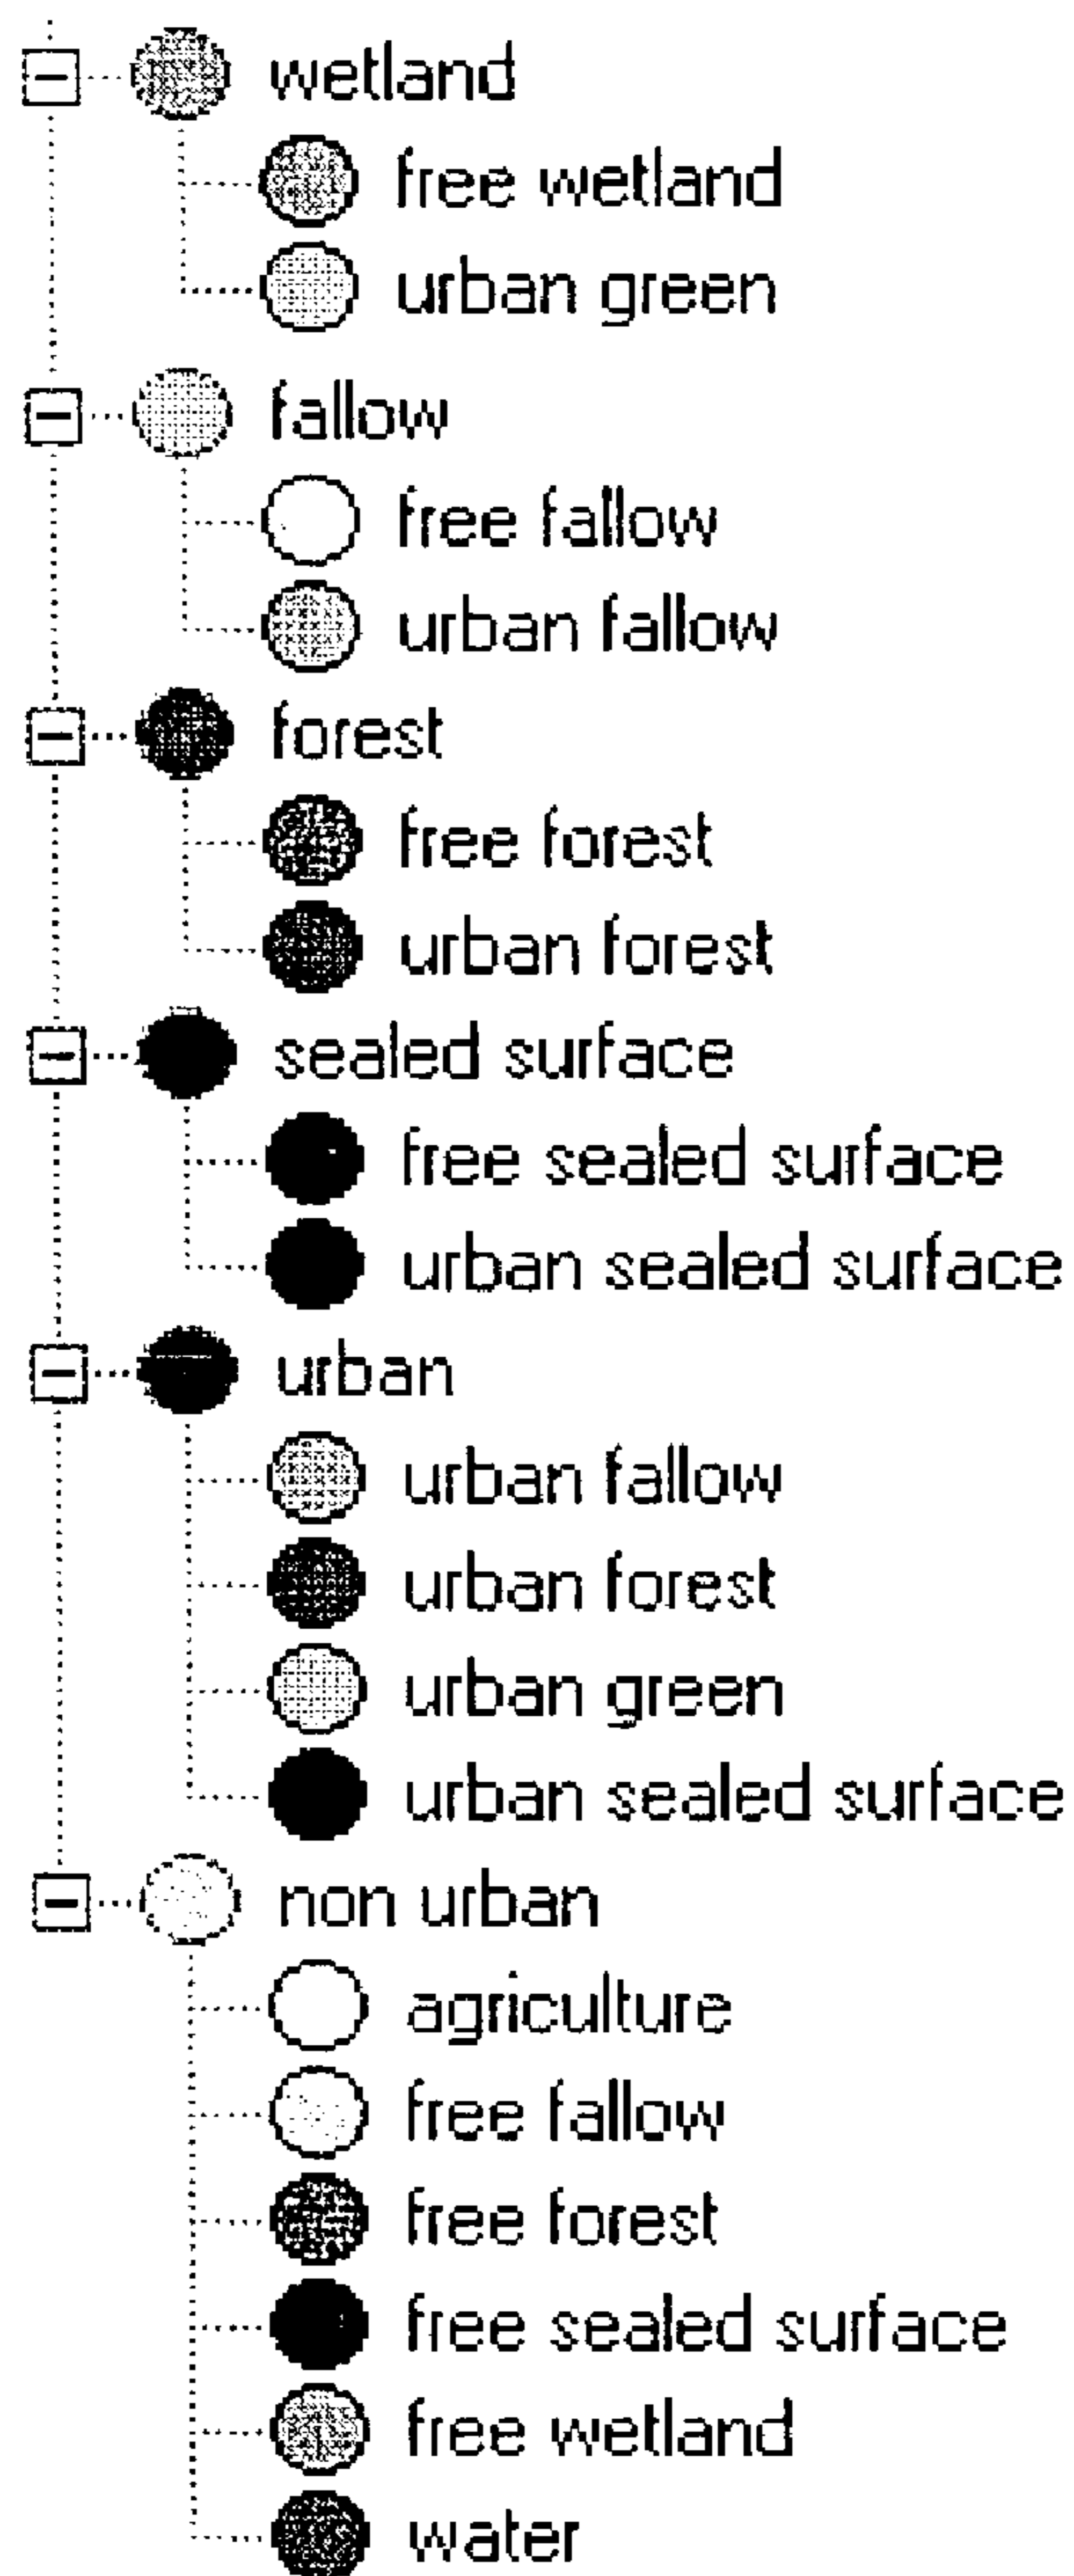 wetland
free wetland
urban green
fallow
free fallow
urban fallow
forest
free forest
urban forest
sealed surface
free sealed surface
urban sealed surface
urban
urban fallow
urban forest
urban green
urban sealed surface
non urban
agriculture
free fallow
free forest
free sealed surface
free wetland
water